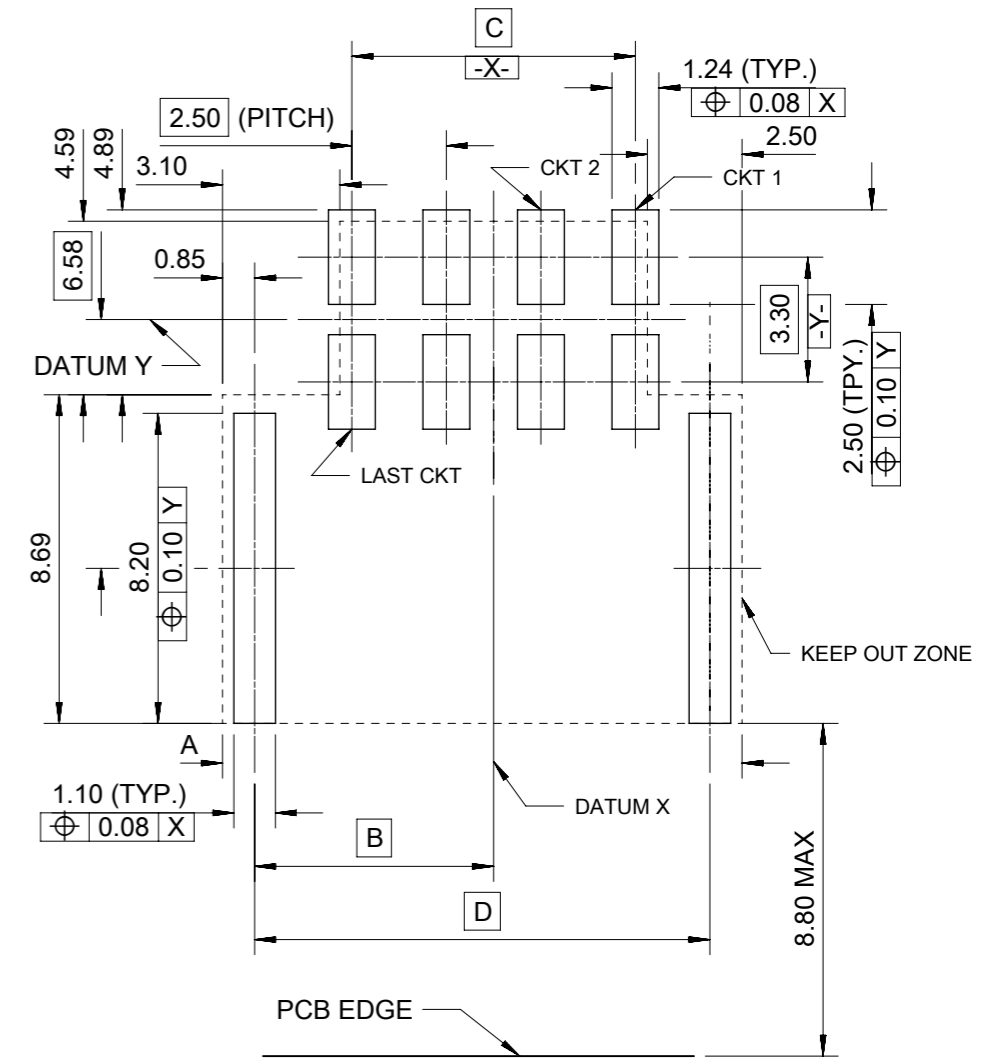 C
-X-
1.24 (TYP.)
⌖ 0.08 X
2.50 (PITCH)
2.50
4.59
4.89
3.10
CKT 2
CKT 1
6.58
0.85
3.30
-Y-
DATUM Y
2.50 (TPY.)
⌖ 0.10 Y
LAST CKT
8.69
8.20
⌖ 0.10 Y
KEEP OUT ZONE
A
1.10 (TYP.)
⌖ 0.08 X
DATUM X
B
8.80 MAX
D
PCB EDGE